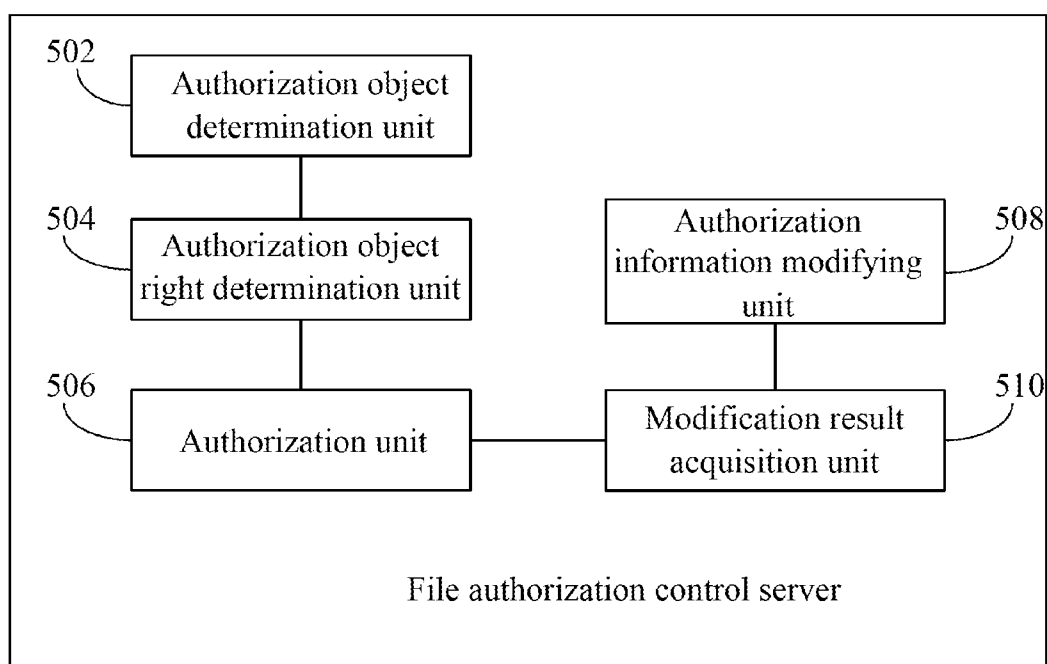 502
Authorization object
determination unit
504
Authorization object
right determination unit
506
Authorization unit
Authorization
information modifying
unit
508
Modification result
acquisition unit
510
File authorization control server